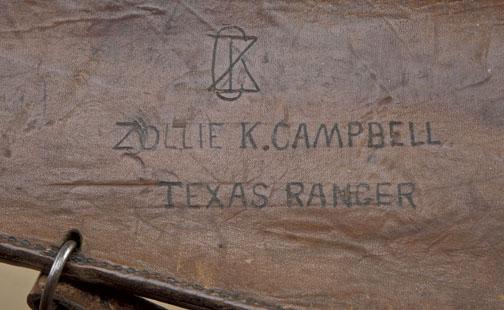 ZOLLIE K. CAMPBELL
TEXAS RANGER